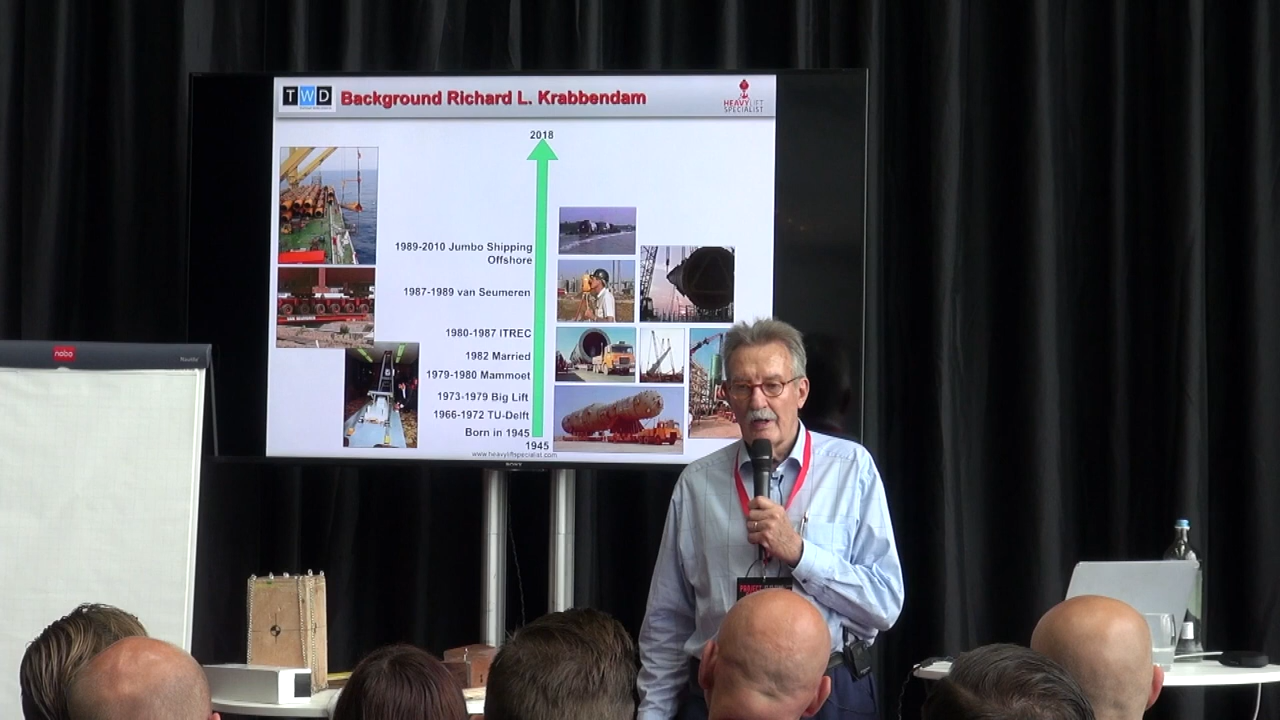 TWD
Background Richard L. Krabbendam
HEAVYLIFT
SPECIALIST
2018
1989-2010 Jumbo Shipping
Offshore
1987-1989 van Seumeren
1980-1987 ITREC
1982 Married
1979-1980 Mammoet
1973-1979 Big Lift
1966-1972 TU-Delft
Born in 1945
1945
www.heavyliftspecialist.com
SONY
nobo